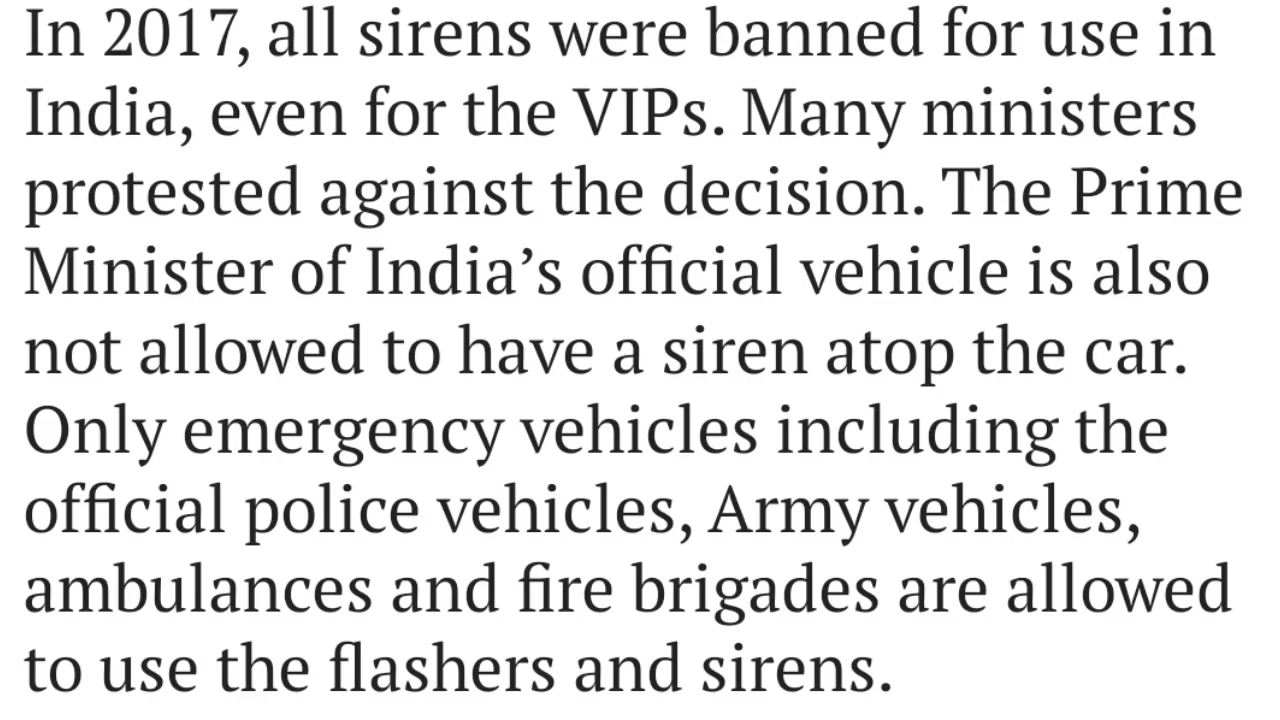 In 2017, all sirens were banned for use in
India, even for the VIPs. Many ministers
protested against the decision. The Prime
Minister of India’s official vehicle is also
not allowed to have a siren atop the car.
Only emergency vehicles including the
official police vehicles, Army vehicles,
ambulances and fire brigades are allowed
to use the flashers and sirens.